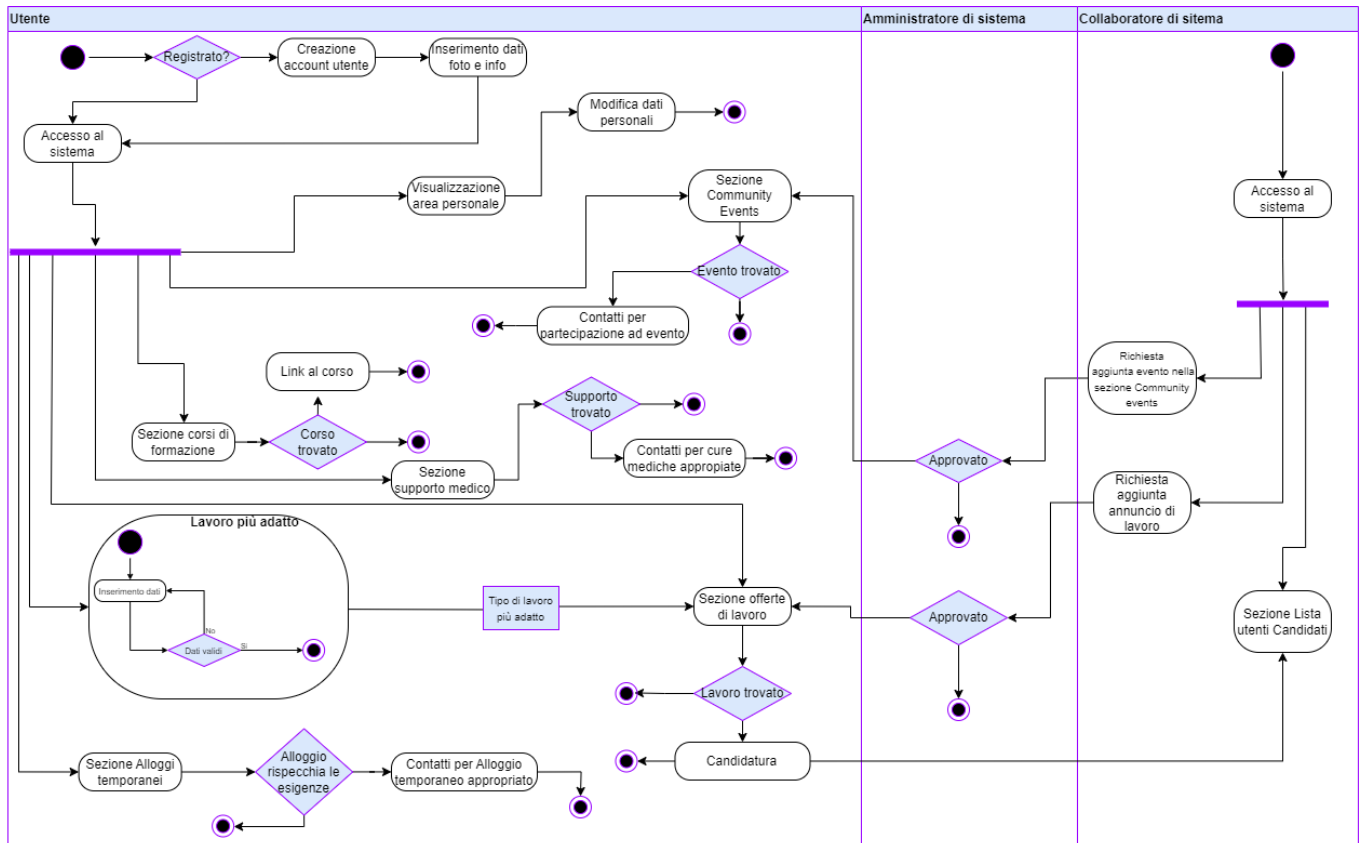 Utente
Amministratore di sistema
Collaboratore di sitema
Registrato?
Creazione
account utente
Inserimento dati
foto e info
Accesso al
sistema
Modifica dati
personali
Visualizzazione
area personale
Sezione
Community
Events
Accesso al
sistema
Evento trovato
Contatti per
partecipazione ad evento
Richiesta
aggiunta evento nella
sezione Community
events
Link al corso
Supporto
trovato
Sezione corsi di
formazione
Corso
trovato
Contatti per cure
mediche appropiate
Sezione
supporto medico
Approvato
Richiesta
aggiunta
annuncio di
lavoro
Lavoro più adatto
Inserimento dati
No
Dati validi
Si
Tipo di lavoro
più adatto
Sezione offerte
di lavoro
Approvato
Sezione Lista
utenti Candidati
Lavoro trovato
Candidatura
Sezione Alloggi
temporanei
Alloggio
rispecchia le
esigenze
Contatti per Alloggio
temporaneo appropriato